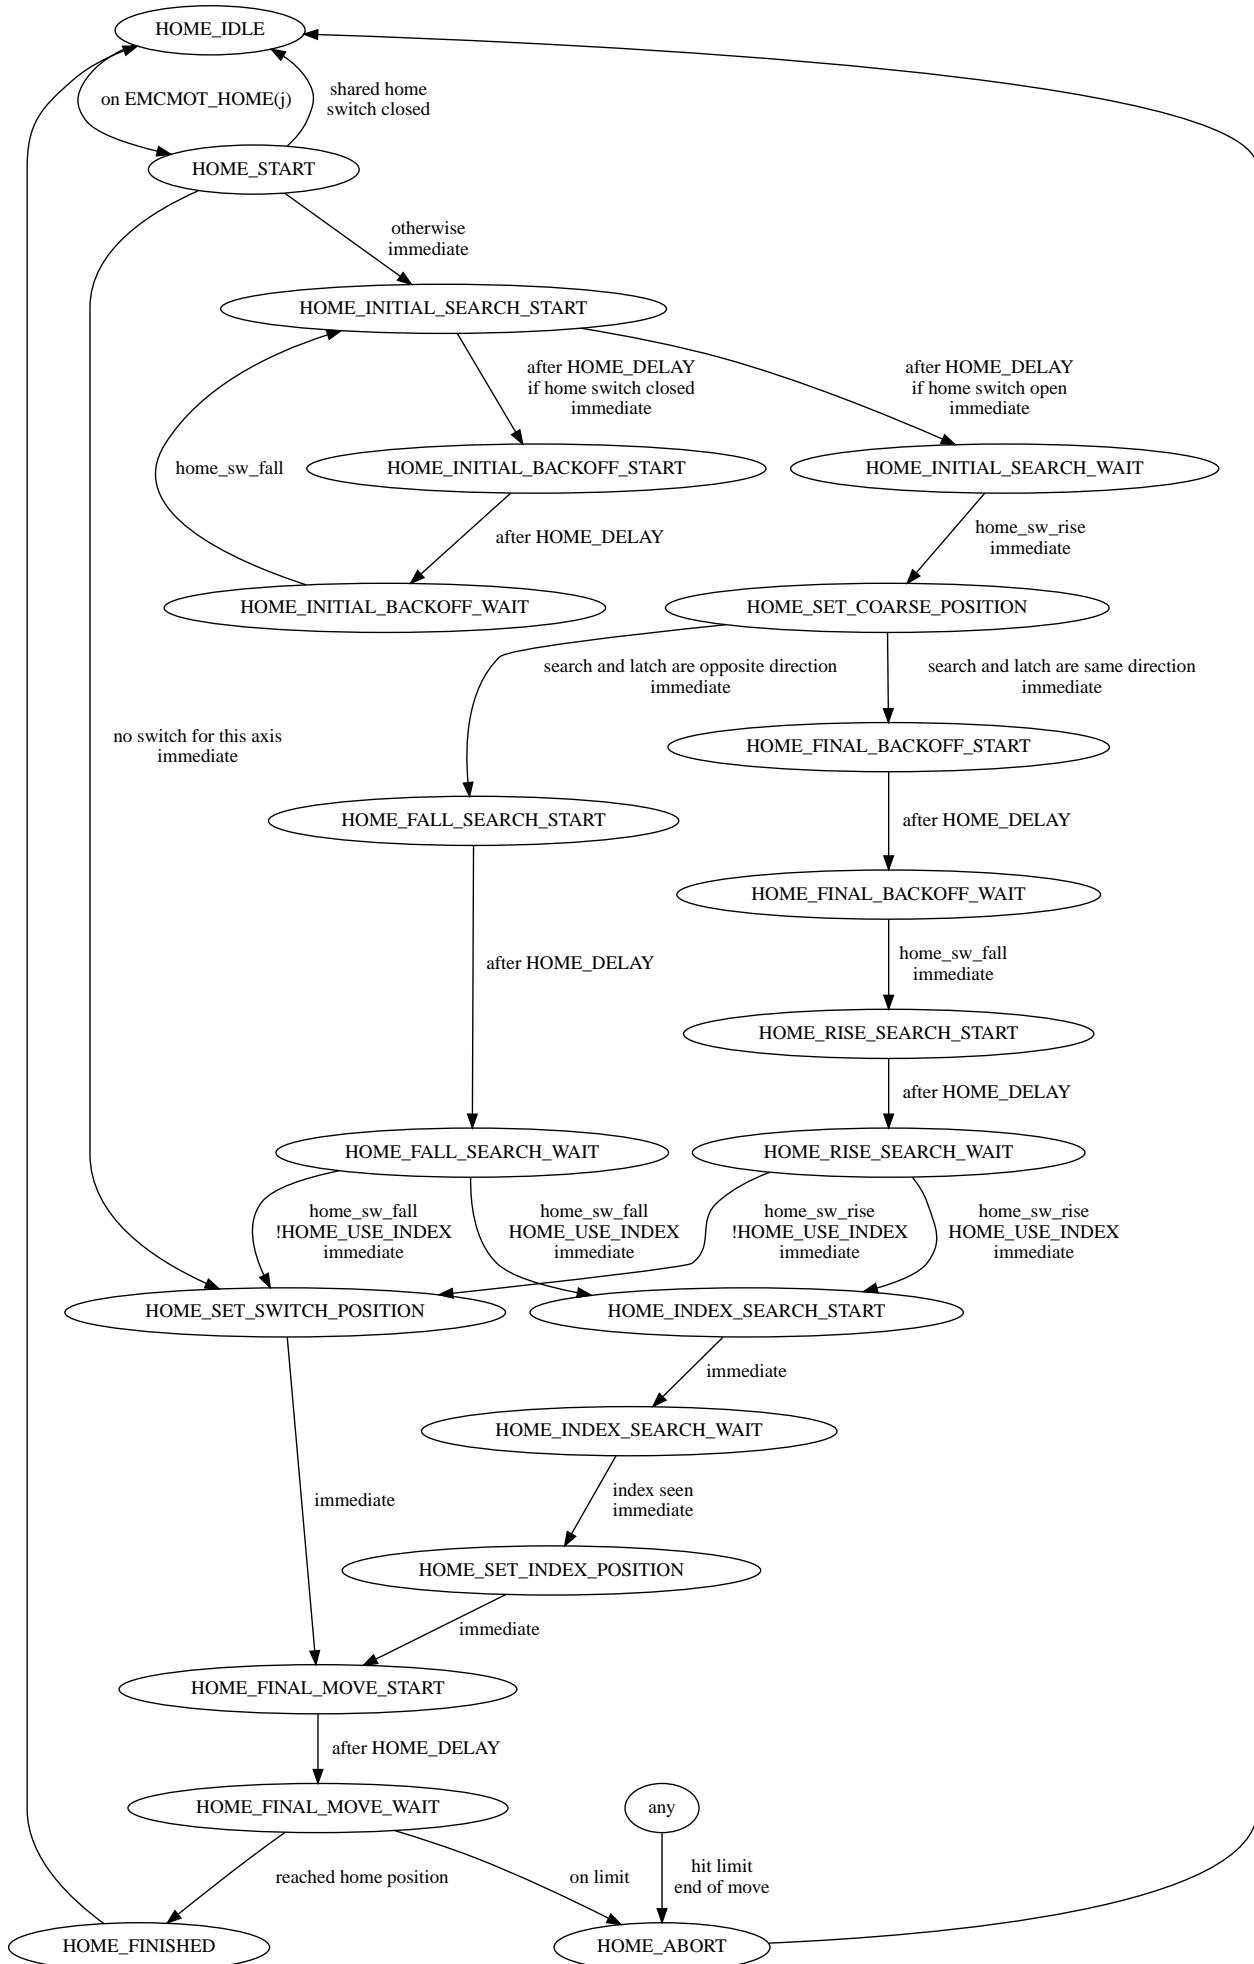 HOME_IDLE
on EMCMOT_HOME(j)
shared home
switch closed
HOME_START
otherwise
immediate
HOME_INITIAL_SEARCH_START
after HOME_DELAY
if home switch closed
immediate
after HOME_DELAY
if home switch open
immediate
home_sw_fall
HOME_INITIAL_BACKOFF_START
HOME_INITIAL_SEARCH_WAIT
after HOME_DELAY
home_sw_rise
immediate
HOME_INITIAL_BACKOFF_WAIT
HOME_SET_COARSE_POSITION
search and latch are opposite direction
immediate
search and latch are same direction
immediate
no switch for this axis
immediate
HOME_FINAL_BACKOFF_START
HOME_FALL_SEARCH_START
after HOME_DELAY
HOME_FINAL_BACKOFF_WAIT
after HOME_DELAY
home_sw_fall
immediate
HOME_RISE_SEARCH_START
after HOME_DELAY
HOME_FALL_SEARCH_WAIT
HOME_RISE_SEARCH_WAIT
home_sw_fall
!HOME_USE_INDEX
immediate
home_sw_fall
HOME_USE_INDEX
immediate
home_sw_rise
!HOME_USE_INDEX
immediate
home_sw_rise
HOME_USE_INDEX
immediate
HOME_SET_SWITCH_POSITION
HOME_INDEX_SEARCH_START
immediate
HOME_INDEX_SEARCH_WAIT
immediate
index seen
immediate
HOME_SET_INDEX_POSITION
immediate
HOME_FINAL_MOVE_START
after HOME_DELAY
HOME_FINAL_MOVE_WAIT
any
reached home position
on limit
hit limit
end of move
HOME_FINISHED
HOME_ABORT